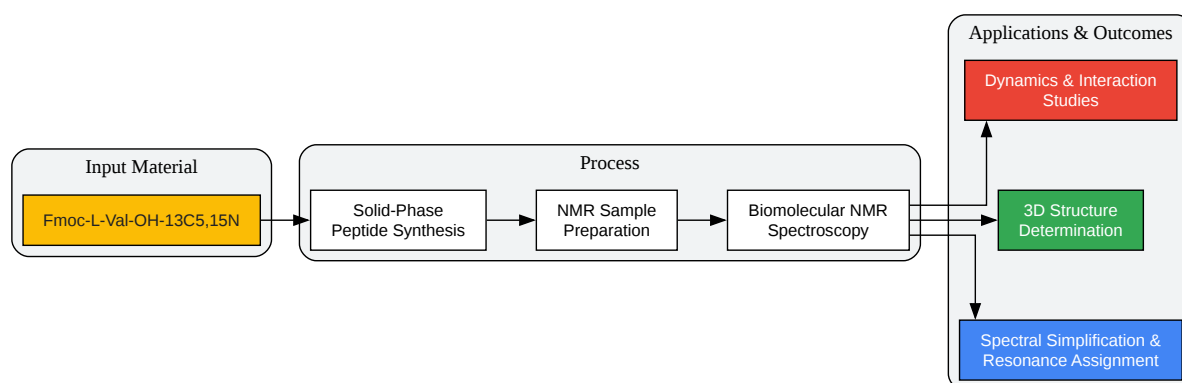 Input Material
Fmoc-L-Val-OH-13C5,15N
Process
Solid-Phase
Peptide Synthesis
NMR Sample
Preparation
Biomolecular NMR
Spectroscopy
Applications & Outcomes
Dynamics & Interaction
Studies
3D Structure
Determination
Spectral Simplification &
Resonance Assignment